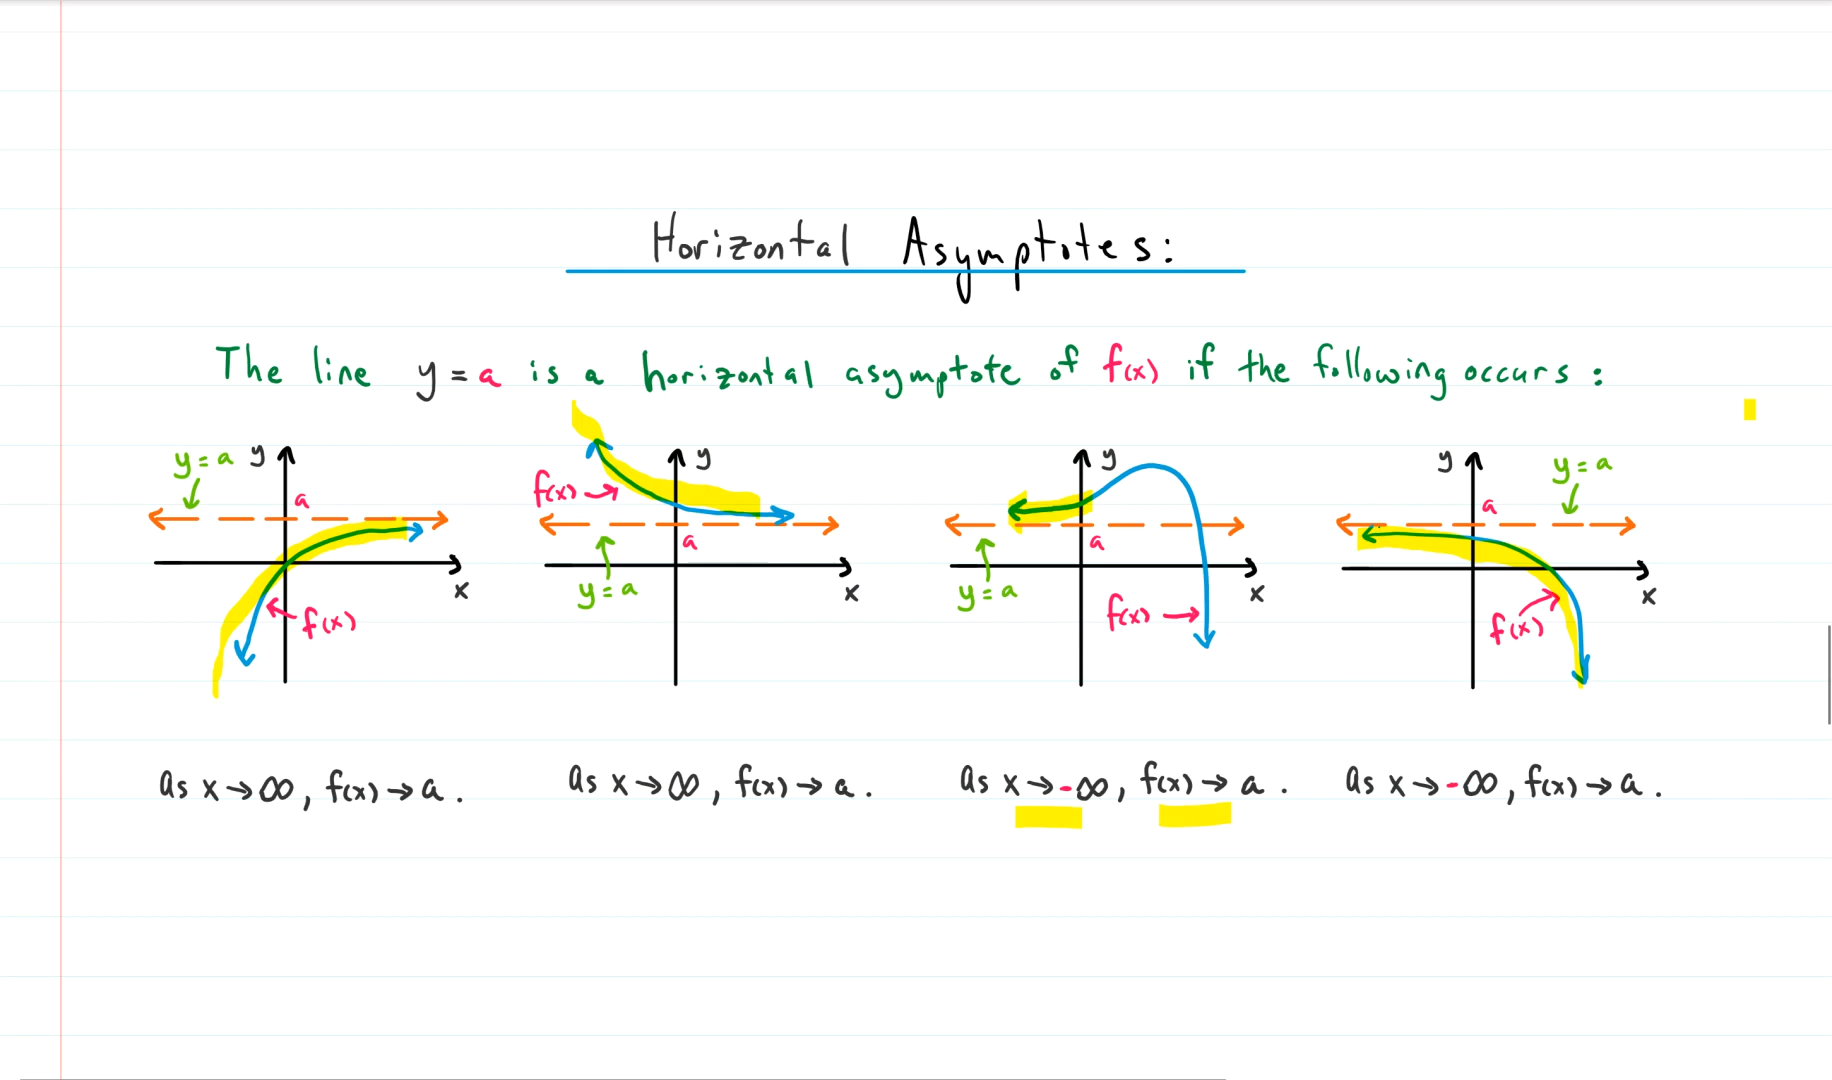 Horizontal Asymptotes:
The line y = a is a horizontal asymptote of f(x) if the following occurs :
y = a y a x f(x)
y f(x) a y = a x
y a y = a x f(x)
y y = a a x f(x)
as x → ∞, f(x) → a .
as x → ∞, f(x) → a .
as x → -∞, f(x) → a .
as x → -∞, f(x) → a .